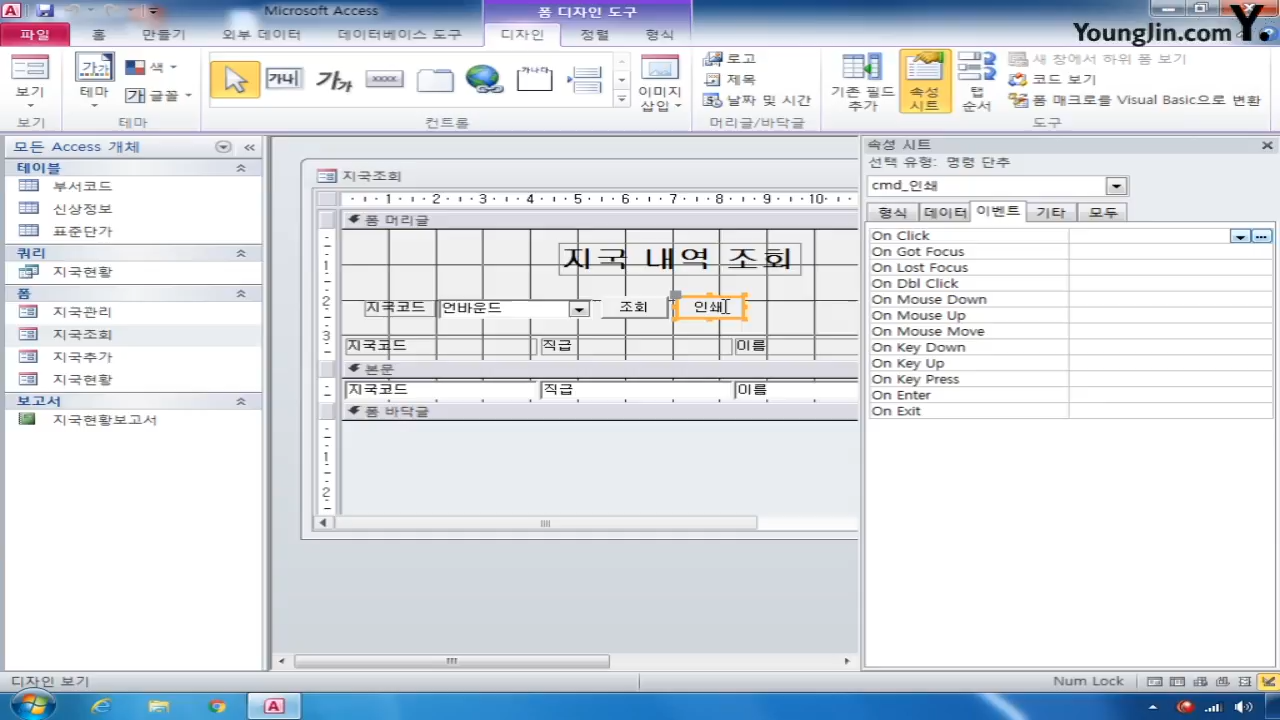 Microsoft Access
폼 디자인 도구
YoungJin.com Y.
파일 홈 만들기 외부 데이터 데이터베이스 도구 디자인 정렬 형식
보기
보기
테마
색
가 글꼴
테마
가나 가가 xxxx 가나다
컨트롤
이미지
삽입
로고
제목
날짜 및 시간
머리글/바닥글
기존 필드
추가
속성
시트
탭
순서
새 창에서 하위 폼 보기
코드 보기
폼 매크로를 Visual Basic으로 변환
도구
모든 Access 개체
테이블
부서코드
신상정보
표준단가
쿼리
지국현황
폼
지국관리
지국조회
지국추가
지국현황
보고서
지국현황보고서
지국조회
1 2 3 4 5 6 7 8 9 10
폼 머리글
지국 내역 조회
지국코드 언바운드 조회 인쇄
지국코드 직급 이름
본문
지국코드 직급 이름
폼 바닥글
속성 시트
선택 유형: 명령 단추
cmd_인쇄
형식 데이터 이벤트 기타 모두
On Click
On Got Focus
On Lost Focus
On Dbl Click
On Mouse Down
On Mouse Up
On Mouse Move
On Key Down
On Key Up
On Key Press
On Enter
On Exit
디자인 보기
Num Lock